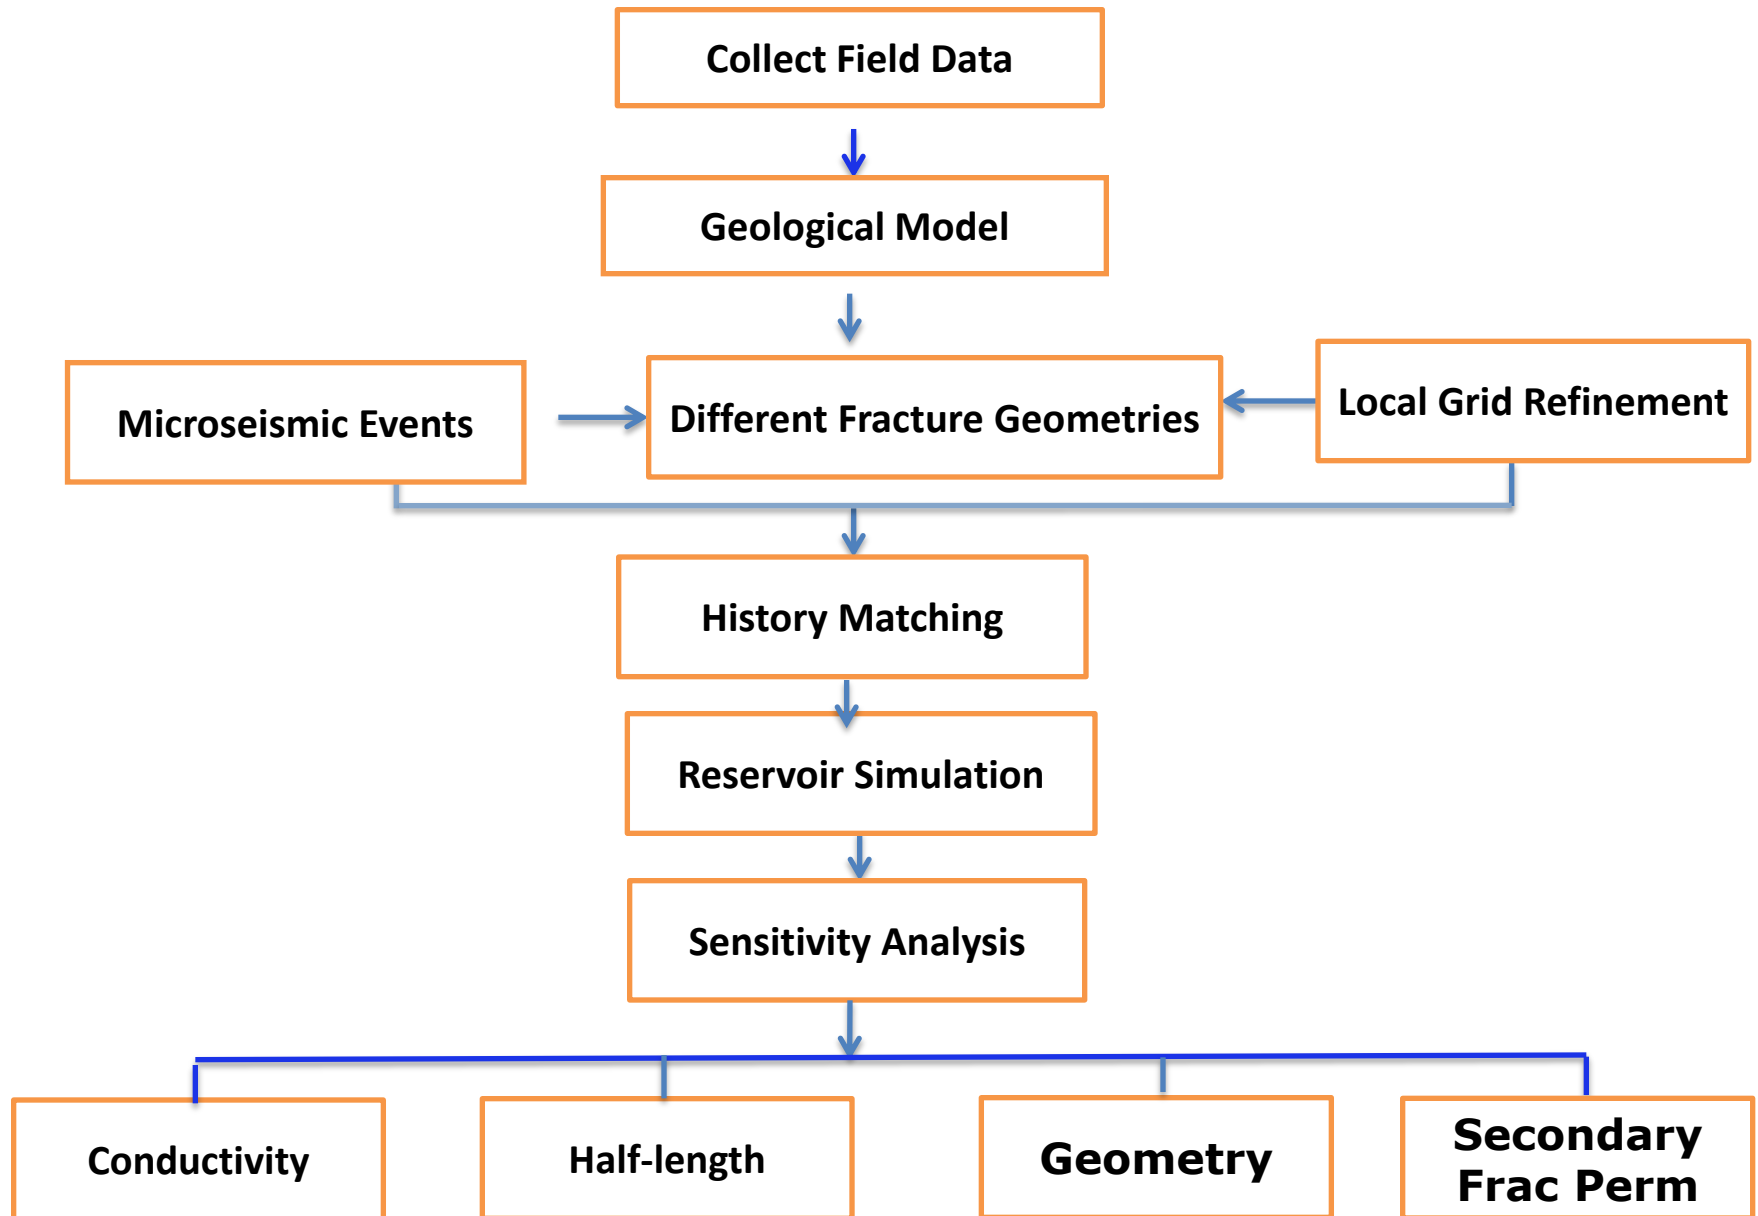 Collect Field Data
Geological Model
Microseismic Events
Different Fracture Geometries
Local Grid Refinement
History Matching
Reservoir Simulation
Sensitivity Analysis
Conductivity
Half-length
Geometry
Secondary
Frac Perm